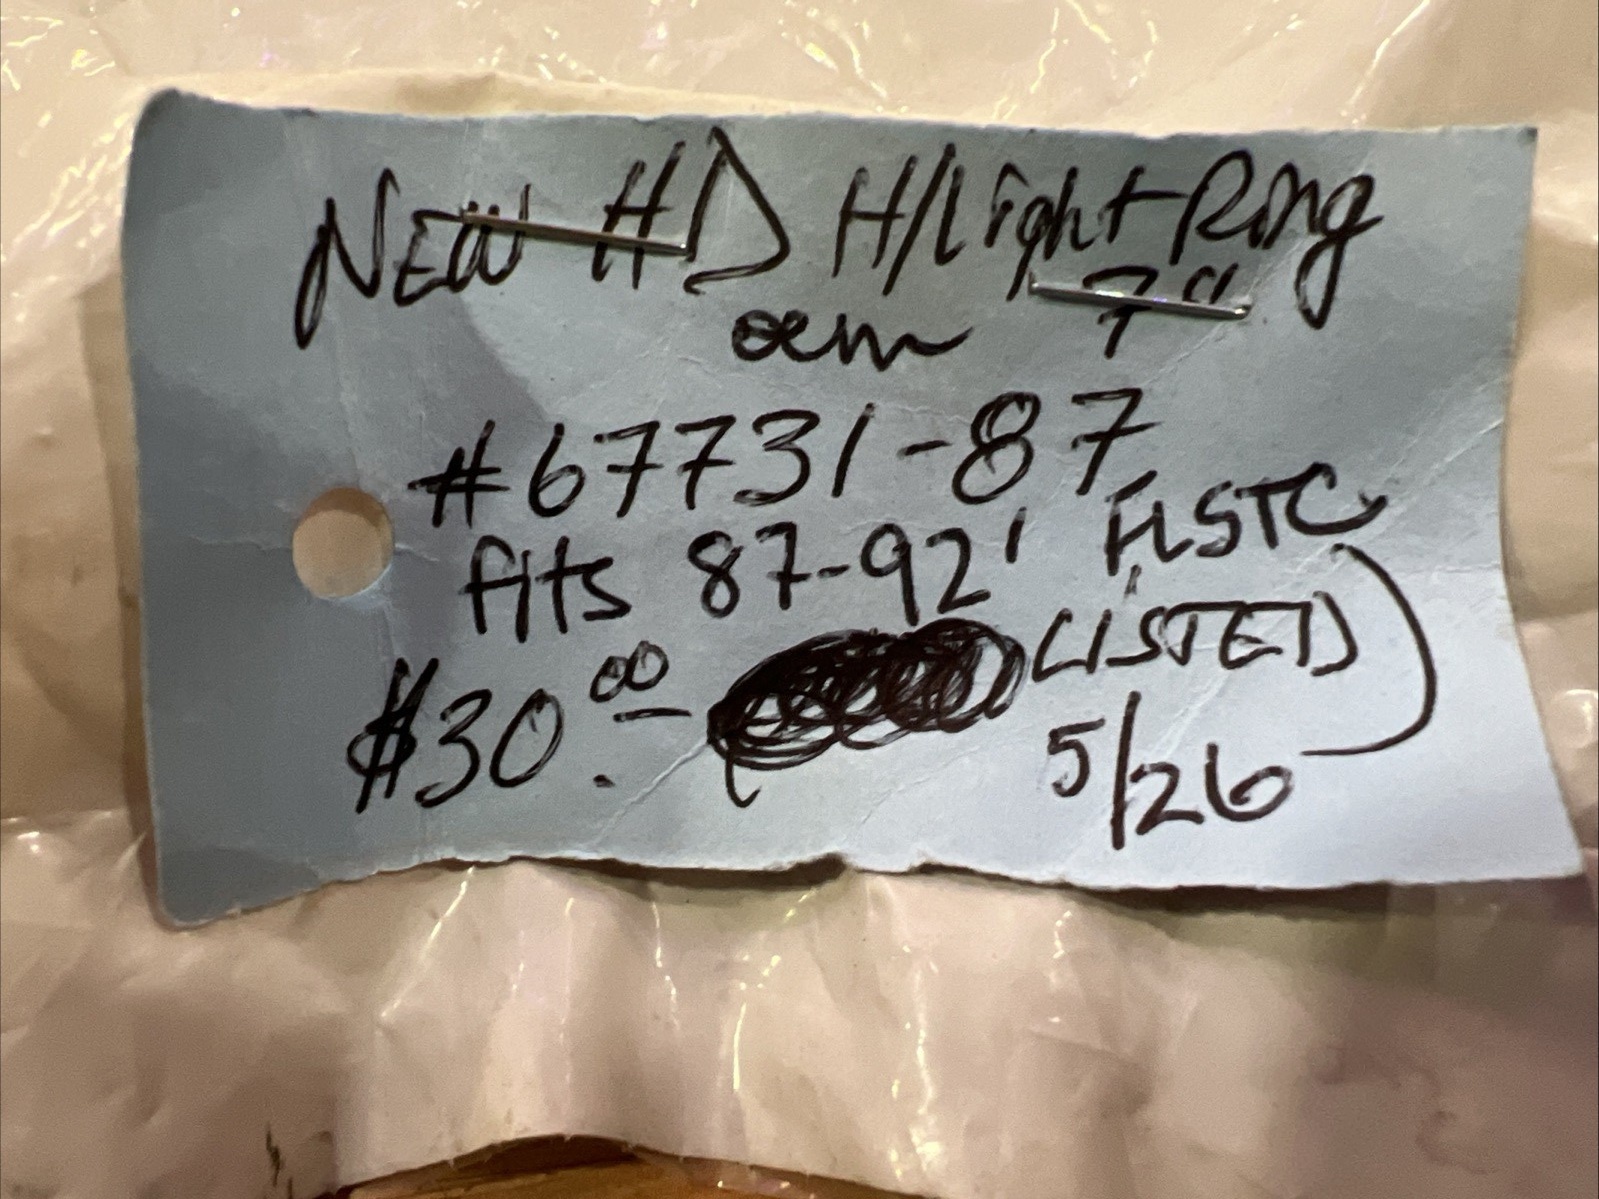 NEW HD H/Light Ring
oem 7"
#67731-87
fits 87-92' FLSTC
$30.00 - LISTED
5/26